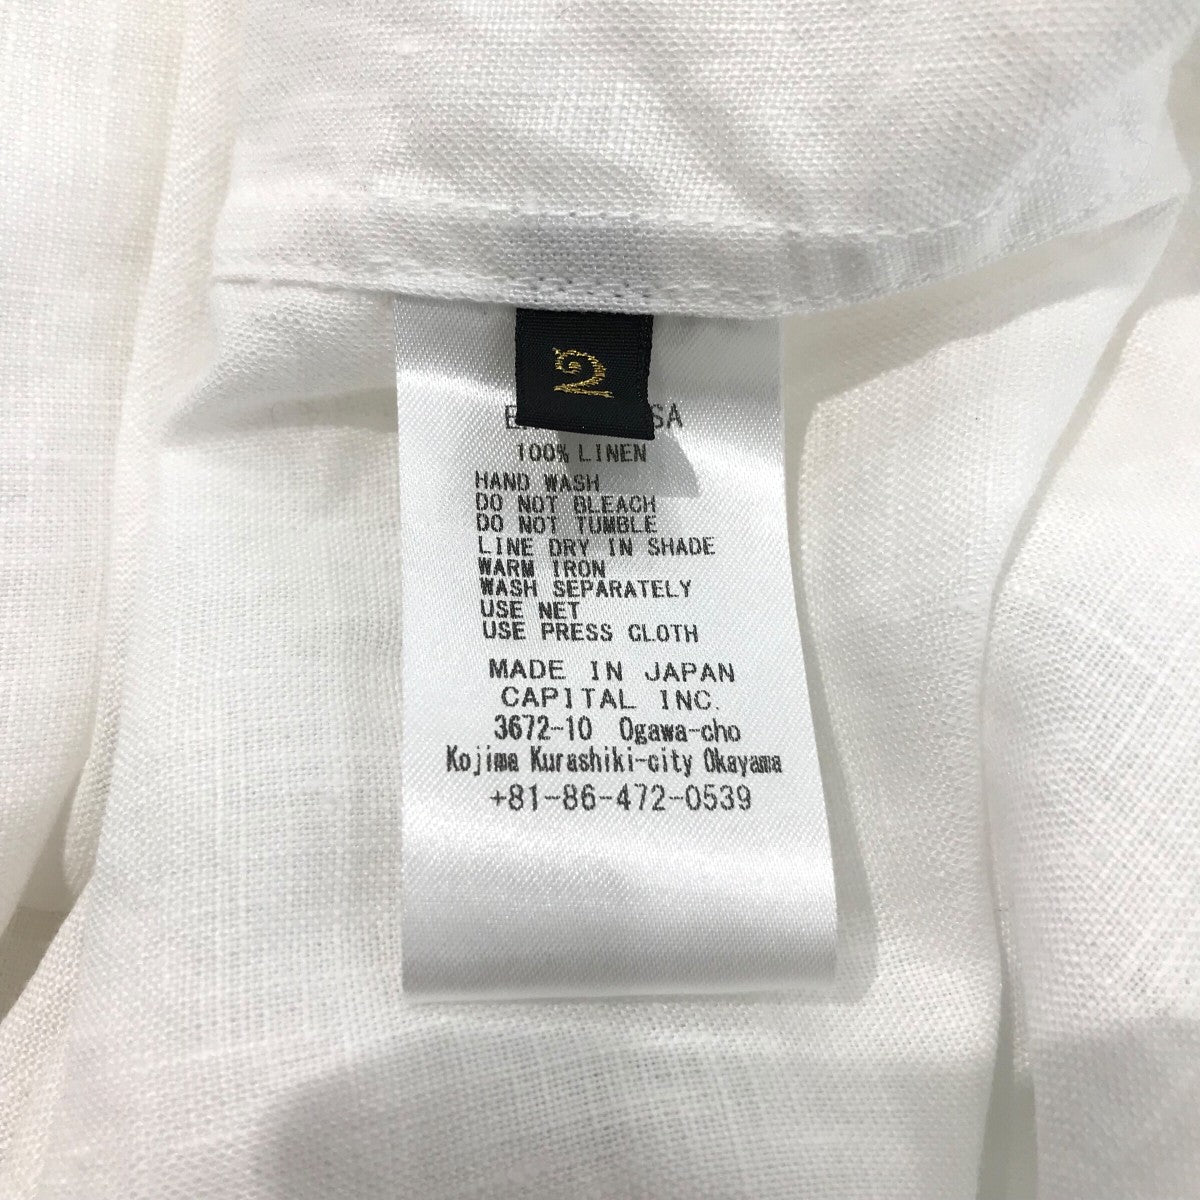 2
100% LINEN
HAND WASH
DO NOT BLEACH
DO NOT TUMBLE
LINE DRY IN SHADE
WARM IRON
WASH SEPARATELY
USE NET
USE PRESS CLOTH
MADE IN JAPAN
CAPITAL INC.
3672-10 Ogawa-cho
Kojima Kurashiki-city Okayama
+81-86-472-0539